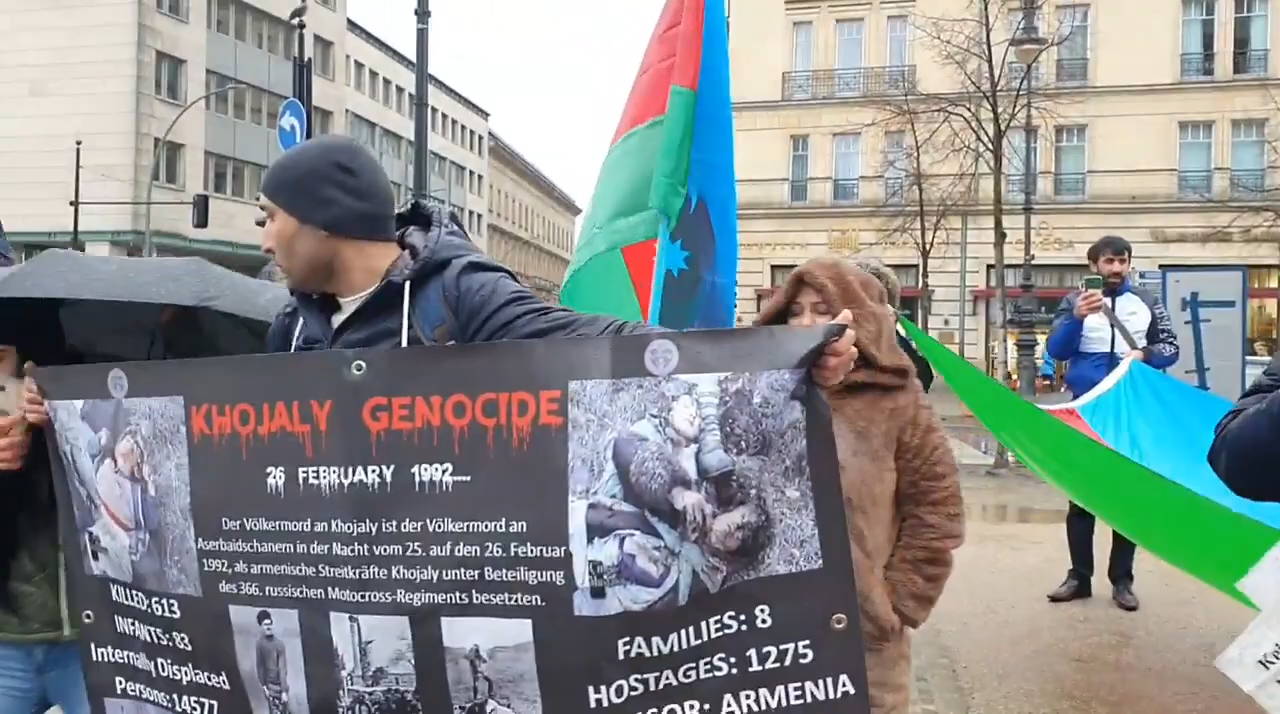 KHOJALY GENOCIDE
26 FEBRUARY 1992....
Der Völkermord an Khojaly ist der Völkermord an
Aserbaidschanern in der Nacht vom 25. auf den 26. Februar
1992, als armenische Streitkräfte Khojaly unter Beteiligung
des 366. russischen Motocross-Regiments besetzten.
KILLED: 613
INFANTS: 83
Internally Displaced
Persons: 14577
FAMILIES: 8
HOSTAGES: 1275
ARMENIA